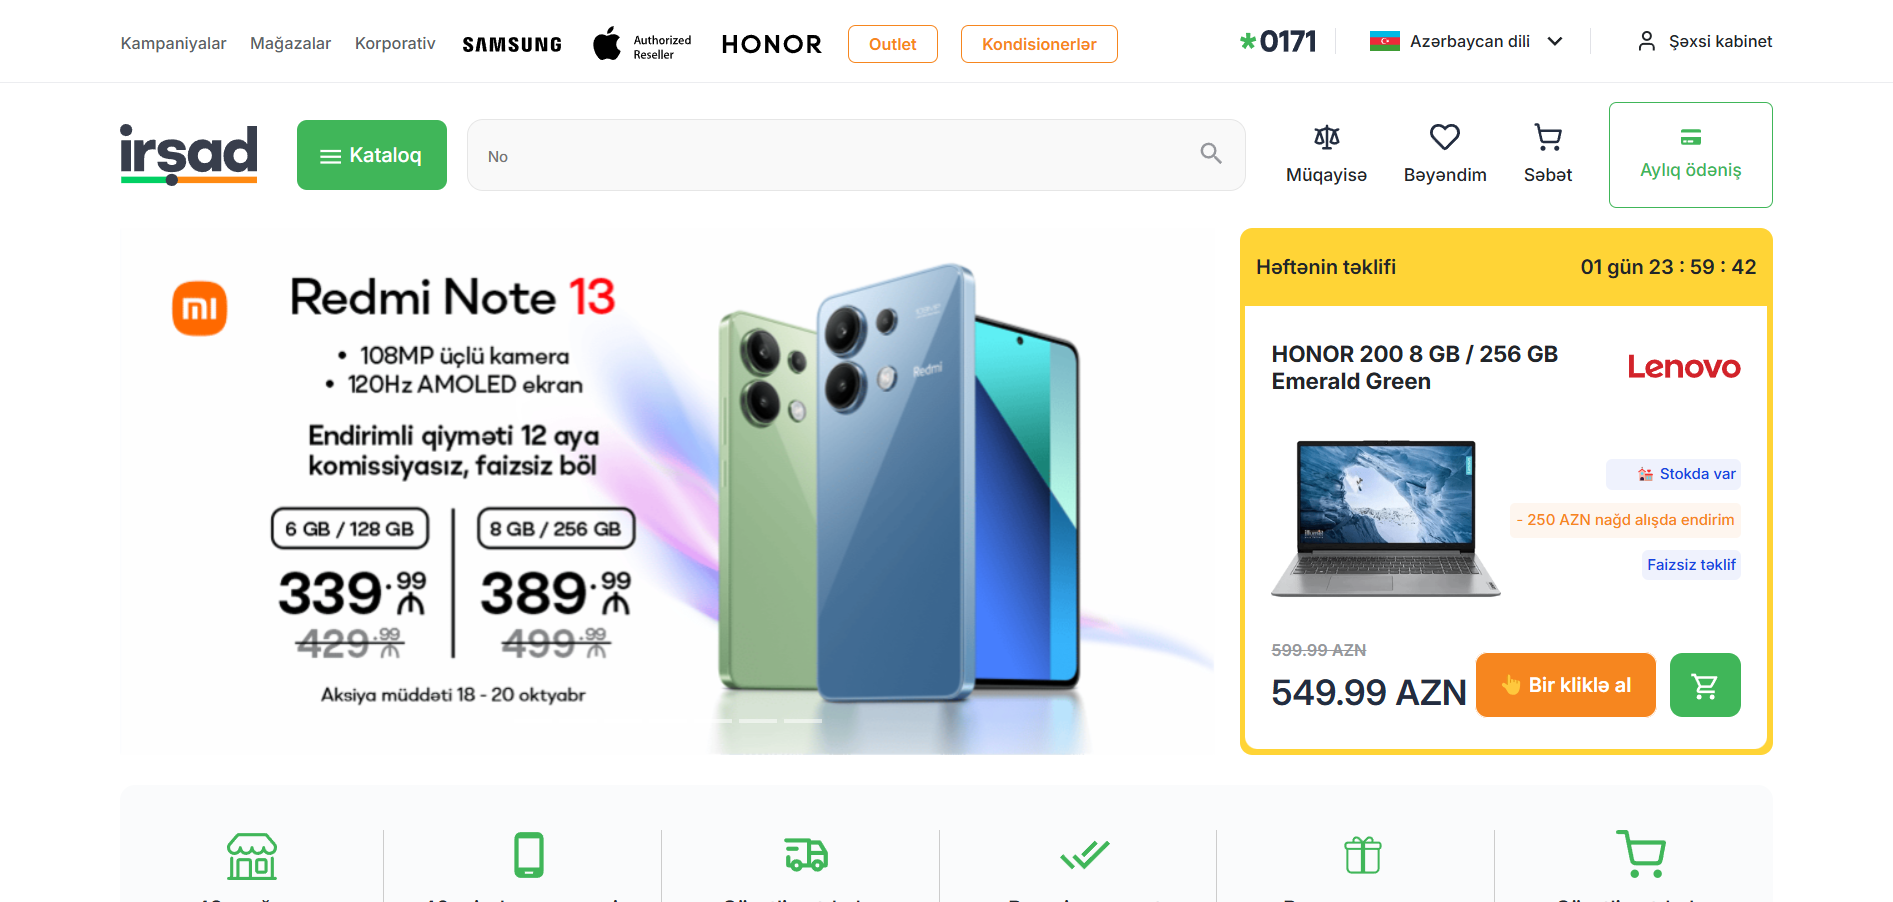 Kampaniyalar Mağazalar Korporativ SAMSUNG Authorized Reseller HONOR Outlet Kondisionerlər *0171 Azərbaycan dili Şəxsi kabinet
irşad Kataloq No Müqayisə Bəyəndim Səbət Aylıq ödəniş
mi
Redmi Note 13
• 108MP üçlü kamera
• 120Hz AMOLED ekran
Endirimli qiyməti 12 aya
komissiyasız, faizsiz böl
6 GB / 128 GB 8 GB / 256 GB
339.99 ₼ 389.99 ₼
429.99 ₼ 499.99 ₼
Aksiya müddəti 18 - 20 oktyabr
Redmi
Həftənin təklifi 01 gün 23 : 59 : 42
HONOR 200 8 GB / 256 GB
Emerald Green
Lenovo
Stokda var
- 250 AZN nağd alışda endirim
Faizsiz təklif
599.99 AZN
549.99 AZN Bir kliklə al